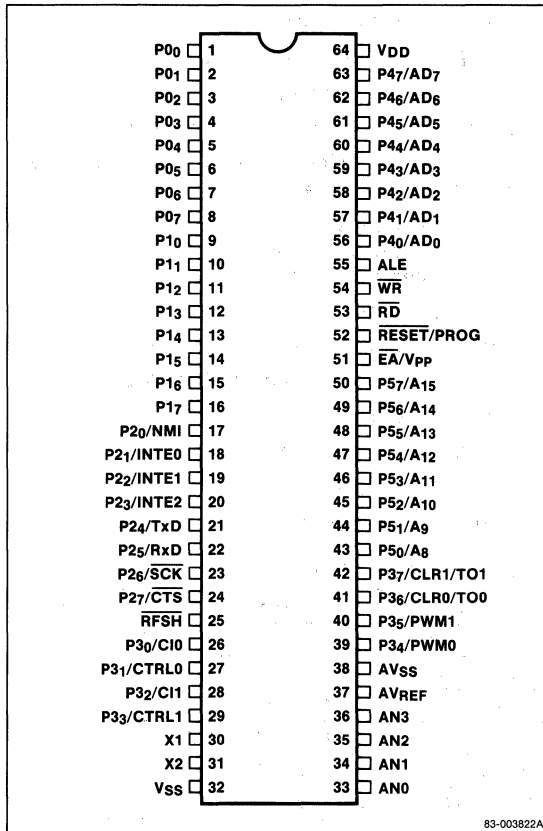 P0₀ 1 64 VDD
P0₁ 2 63 P4₇/AD₇
P0₂ 3 62 P4₆/AD₆
P0₃ 4 61 P4₅/AD₅
P0₄ 5 60 P4₄/AD₄
P0₅ 6 59 P4₃/AD₃
P0₆ 7 58 P4₂/AD₂
P0₇ 8 57 P4₁/AD₁
P1₀ 9 56 P4₀/AD₀
P1₁ 10 55 ALE
P1₂ 11 54 W̅R̅
P1₃ 12 53 R̅D̅
P1₄ 13 52 R̅E̅S̅E̅T̅/PROG
P1₅ 14 51 E̅A̅/VPP
P1₆ 15 50 P5₇/A₁₅
P1₇ 16 49 P5₆/A₁₄
P2₀/NMI 17 48 P5₅/A₁₃
P2₁/INTE0 18 47 P5₄/A₁₂
P2₂/INTE1 19 46 P5₃/A₁₁
P2₃/INTE2 20 45 P5₂/A₁₀
P2₄/TxD 21 44 P5₁/A₉
P2₅/RxD 22 43 P5₀/A₈
P2₆/S̅C̅K̅ 23 42 P3₇/CLR1/TO1
P2₇/C̅T̅S̅ 24 41 P3₆/CLR0/TO0
R̅F̅S̅H̅ 25 40 P3₅/PWM1
P3₀/CI0 26 39 P3₄/PWM0
P3₁/CTRL0 27 38 AVSS
P3₂/CI1 28 37 AVREF
P3₃/CTRL1 29 36 AN3
X1 30 35 AN2
X2 31 34 AN1
VSS 32 33 AN0
83-003822A